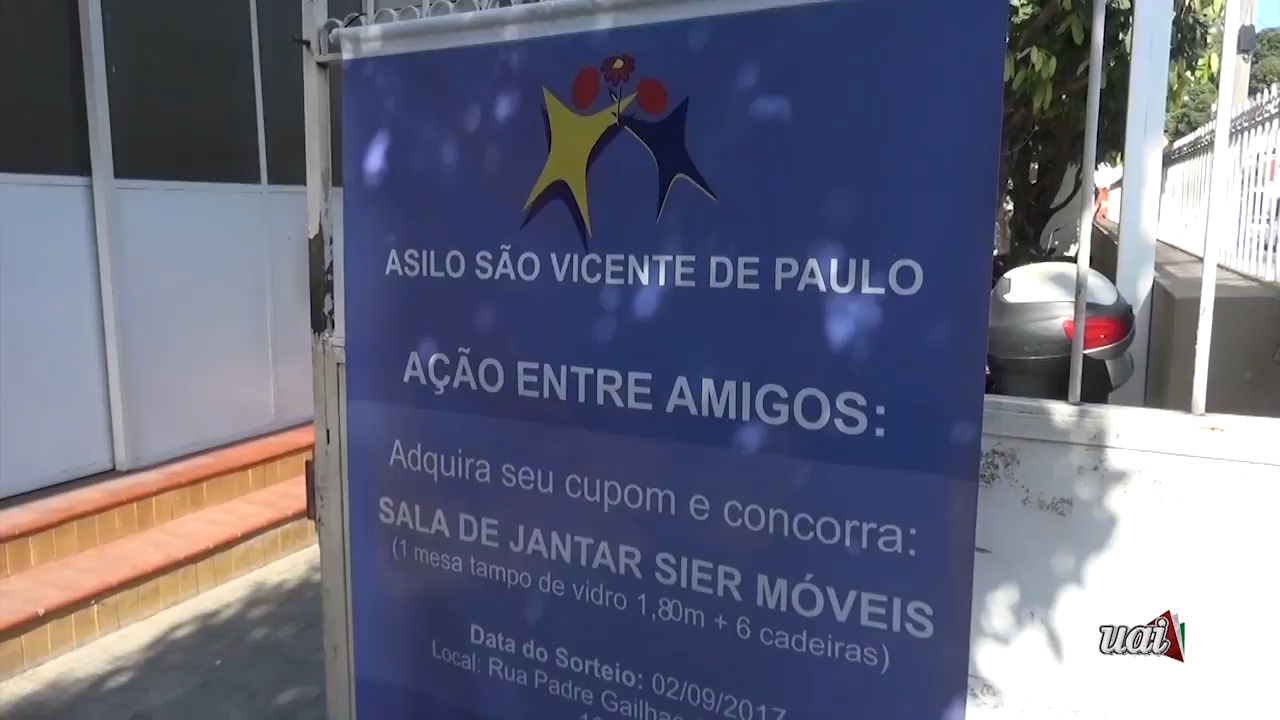 ASILO SÃO VICENTE DE PAULO
AÇÃO ENTRE AMIGOS:
Adquira seu cupom e concorra:
SALA DE JANTAR SIER MÓVEIS
(1 mesa tampo de vidro 1,80m + 6 cadeiras)
Data do Sorteio: 02/09/2017
Local: Rua Padre
uai